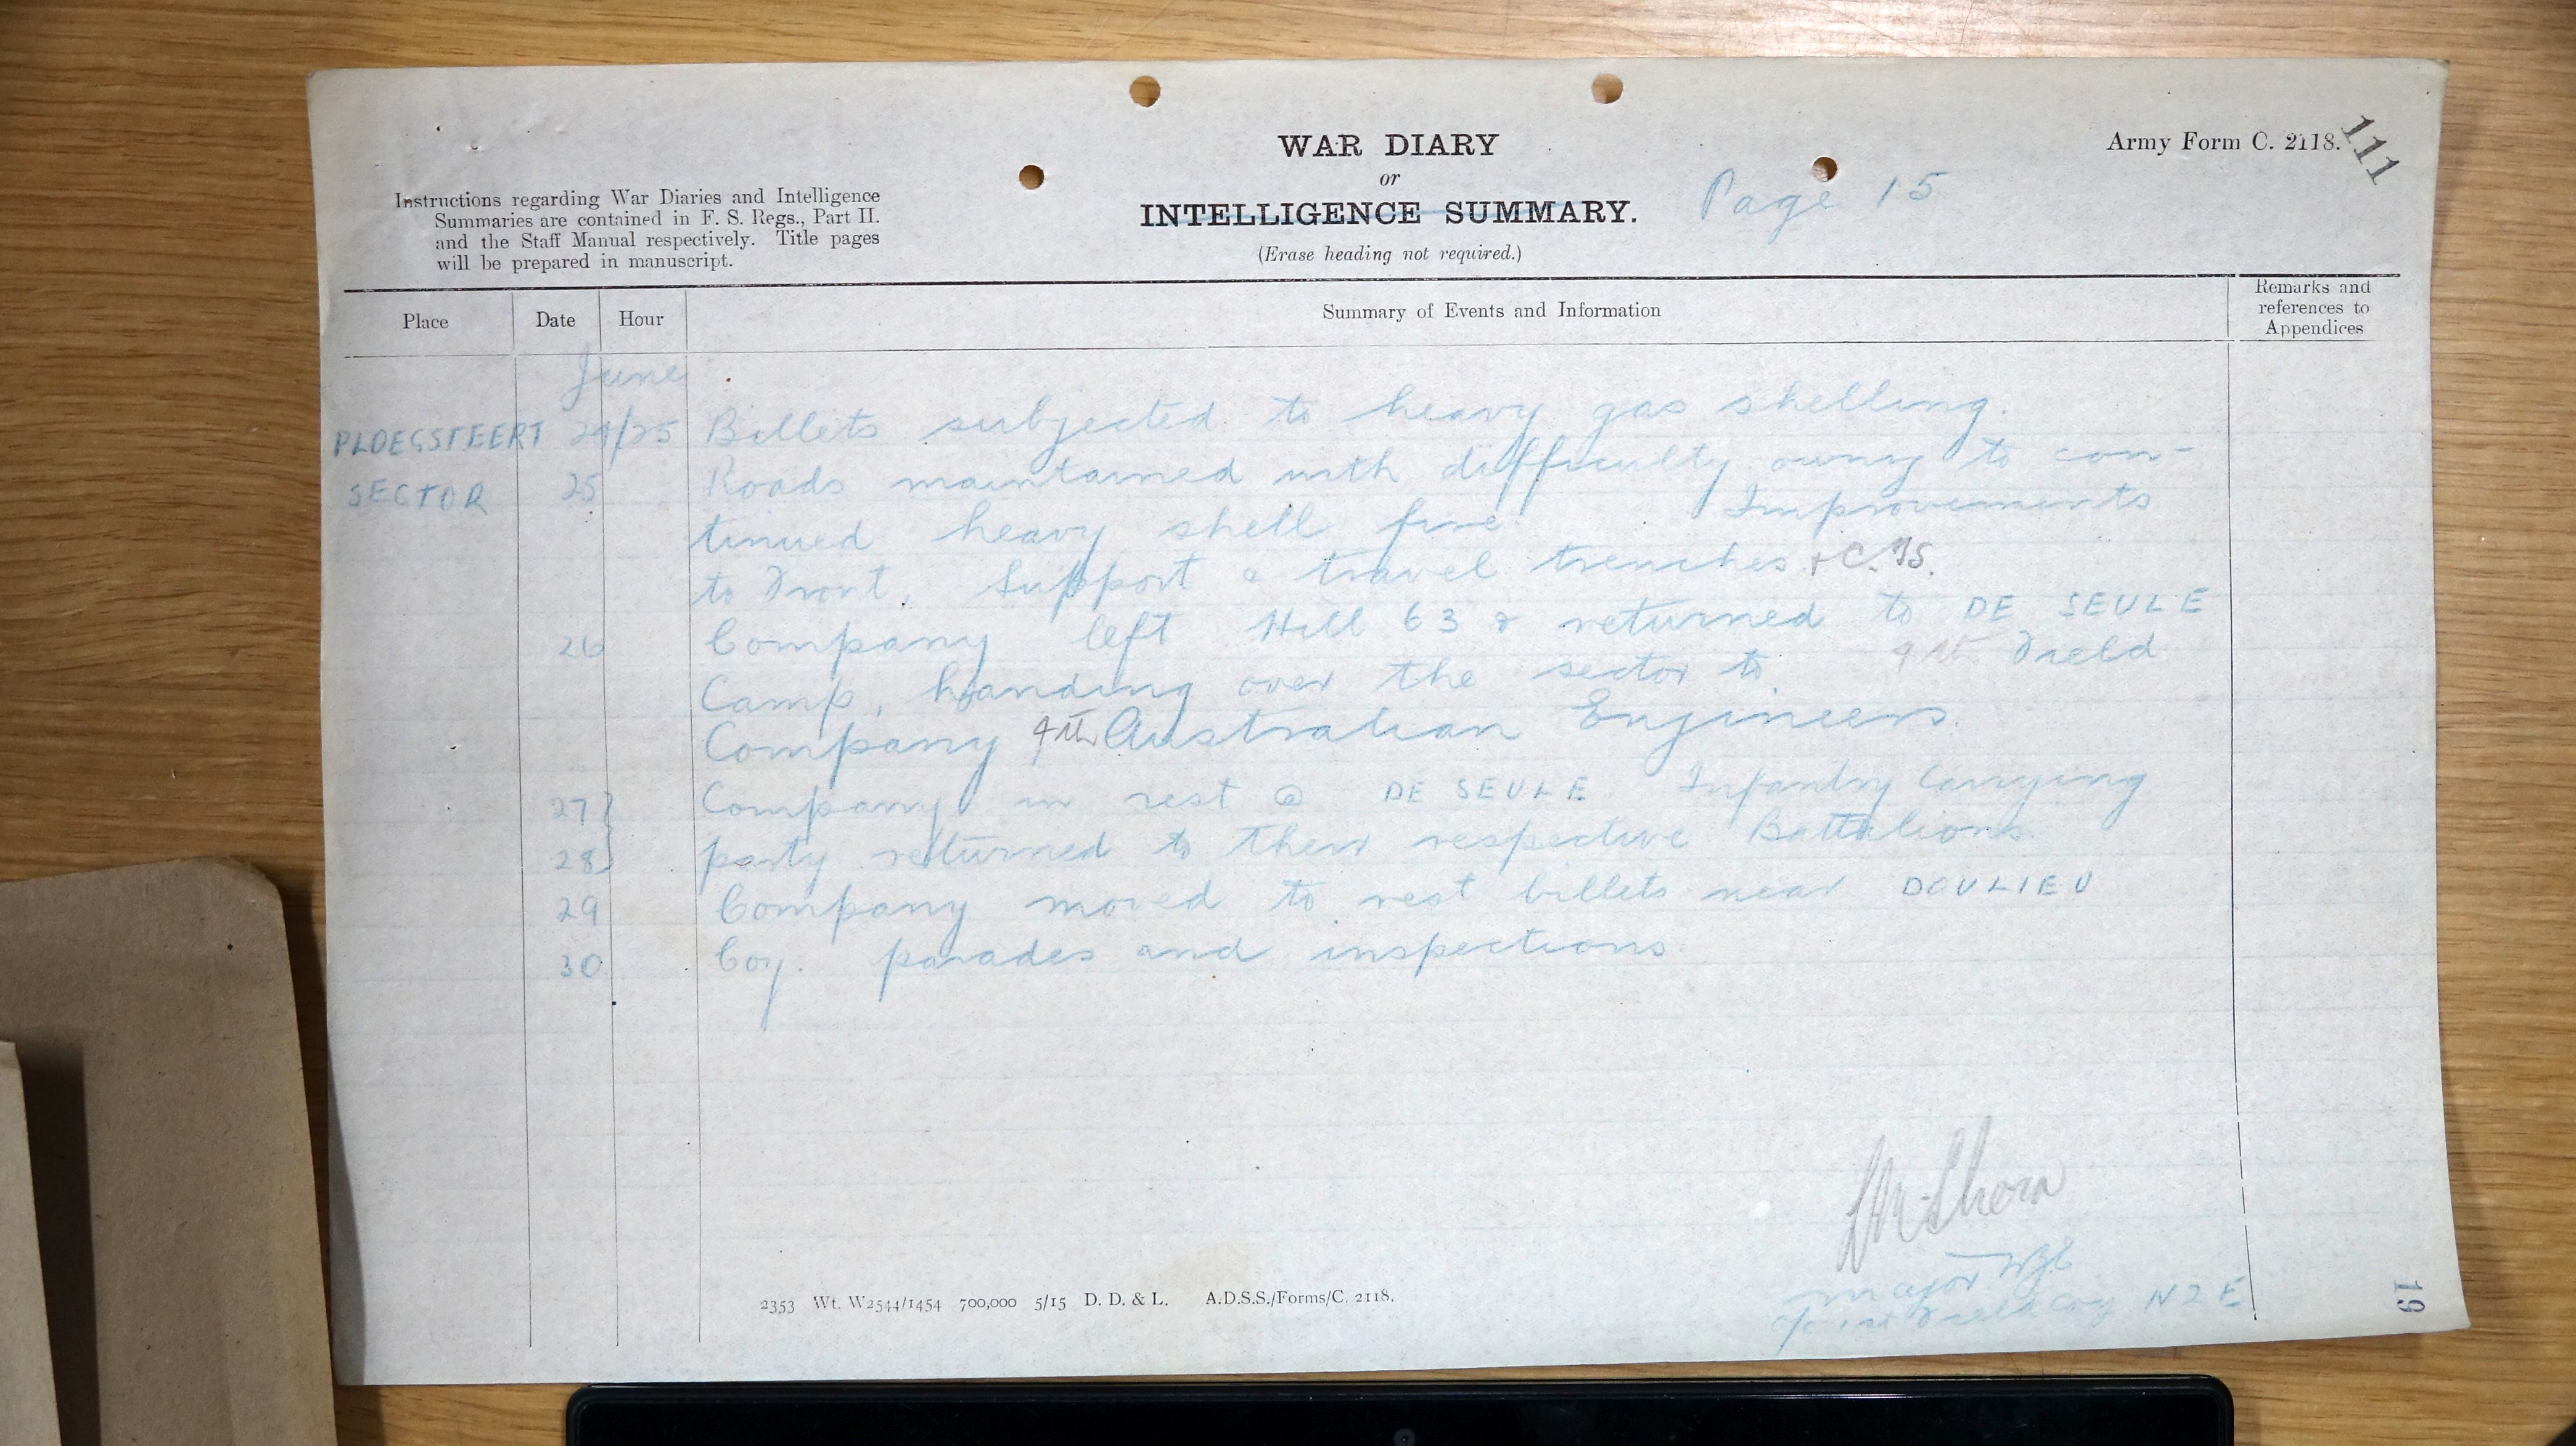 WAR DIARY
or
INTELLIGENCE SUMMARY.
(Erase heading not required.)
Page 15
Army Form C. 2118.
111
Instructions regarding War Diaries and Intelligence
Summaries are contained in F. S. Regs., Part II.
and the Staff Manual respectively. Title pages
will be prepared in manuscript.
Place Date Hour Summary of Events and Information Remarks and references to Appendices
June
PLOEGSTEERT 24/25 Billets subjected to heavy gas shelling.
SECTOR 25 Roads maintained with difficulty owing to con-
tinued heavy shell fire. Improvements
to Front, Support & travel trenches & C.TS.
26 Company left Hill 63 & returned to DE SEULE
Camp, handing over the sector to 4th Field
Company 4th Australian Engineers.
27 Company in rest @ DE SEULE Infantry Carrying
28 party returned to their respective Battalions
29 Company moved to rest billets near DOULIEU
30 Coy. parades and inspections
Major
Field Coy NZE
2353 Wt. W2544/1454 700,000 5/15 D. D. & L. A.D.S.S./Forms/C. 2118.
19